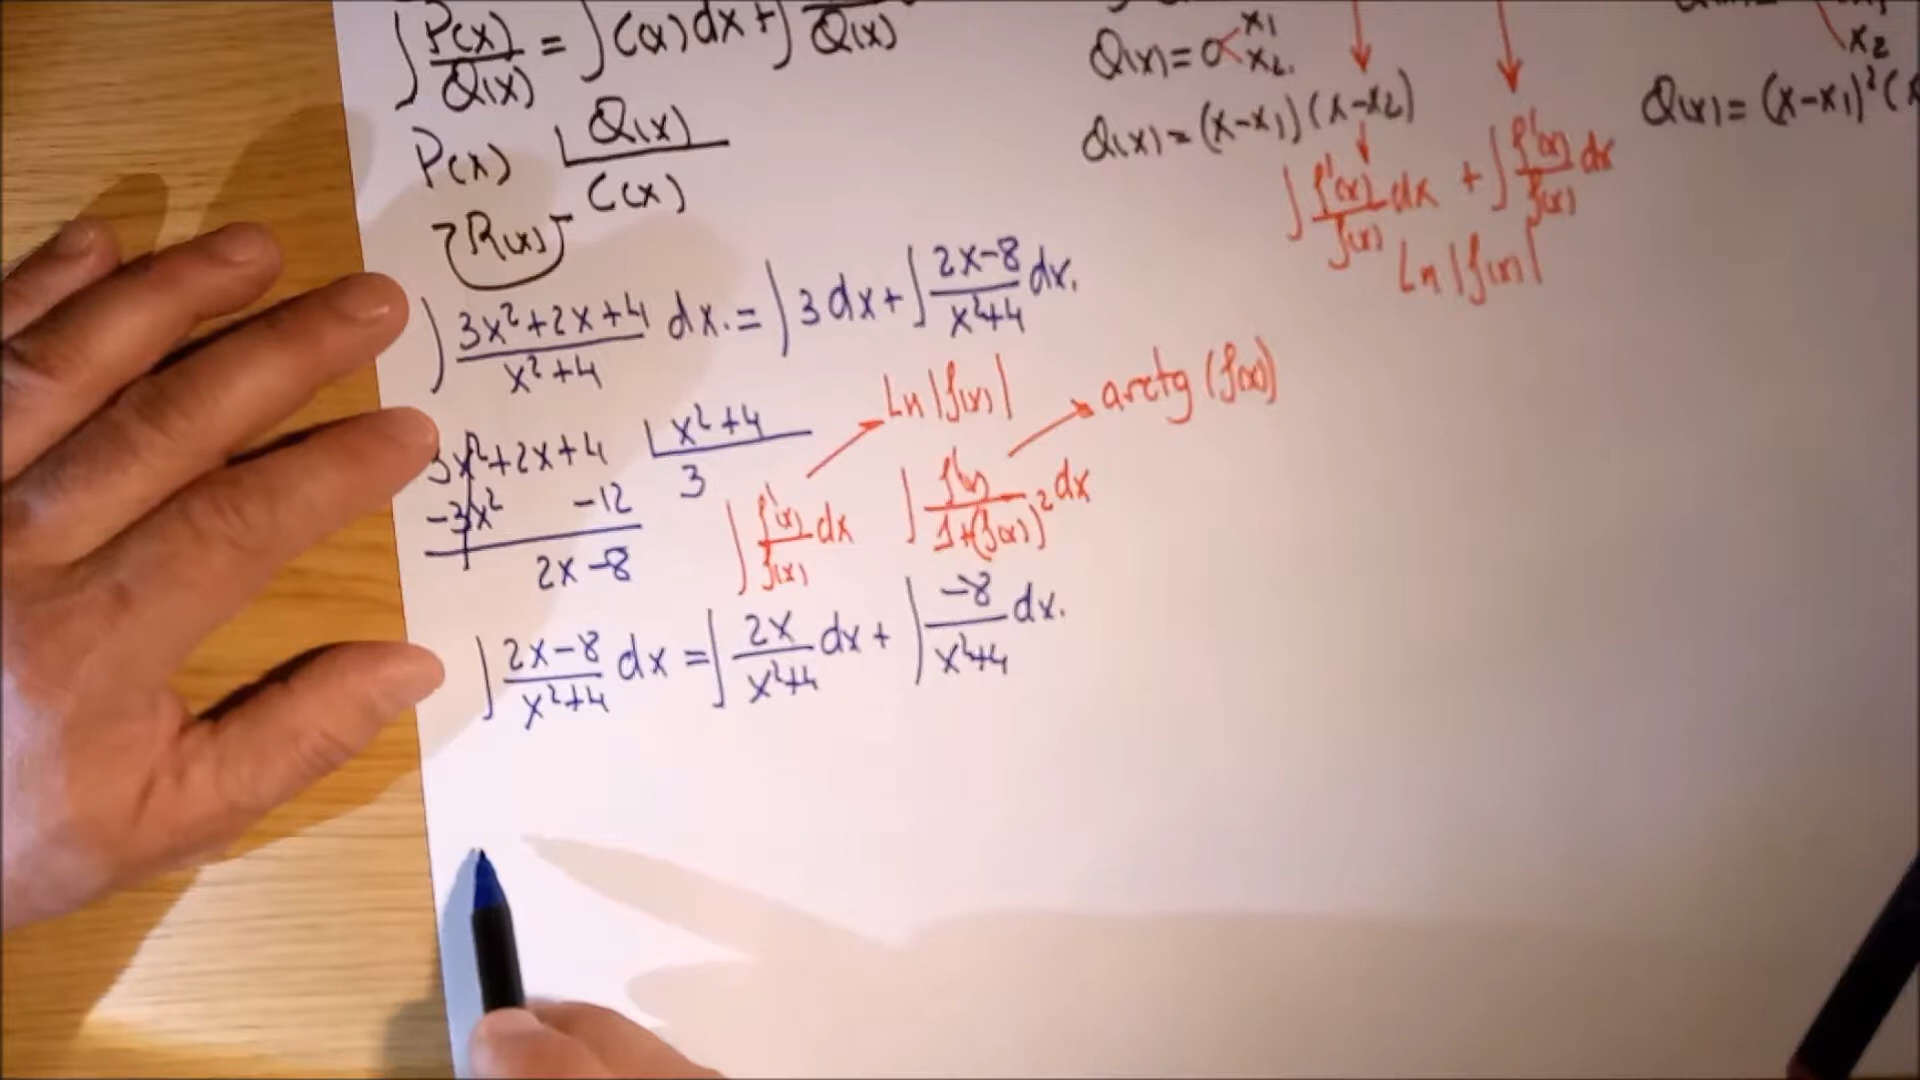 ∫ P(x)/Q(x) = ∫ C(x) dx + ∫ /Q(x)
P(x) | Q(x)
C(x)
R(x)
∫ (3x²+2x+4)/(x²+4) dx. = ∫ 3 dx + ∫ (2x-8)/(x²+4) dx.
3x²+2x+4 | x²+4
-3x² -12 3
2x -8
Ln |f(x)|
arctg (f(x))
∫ f'(x)/f(x) dx ∫ f'(x)/(1+(f(x))²) dx
∫ (2x-8)/(x²+4) dx = ∫ 2x/(x²+4) dx + ∫ -8/(x²+4) dx.
Q(x) = x1
x2.
Q(x) = (x-x1)(x-x2)
∫ f'(x)/f(x) dx + ∫ f'(x)/f(x) dx
Ln |f(x)|
x2
Q(x) = (x-x1)² (